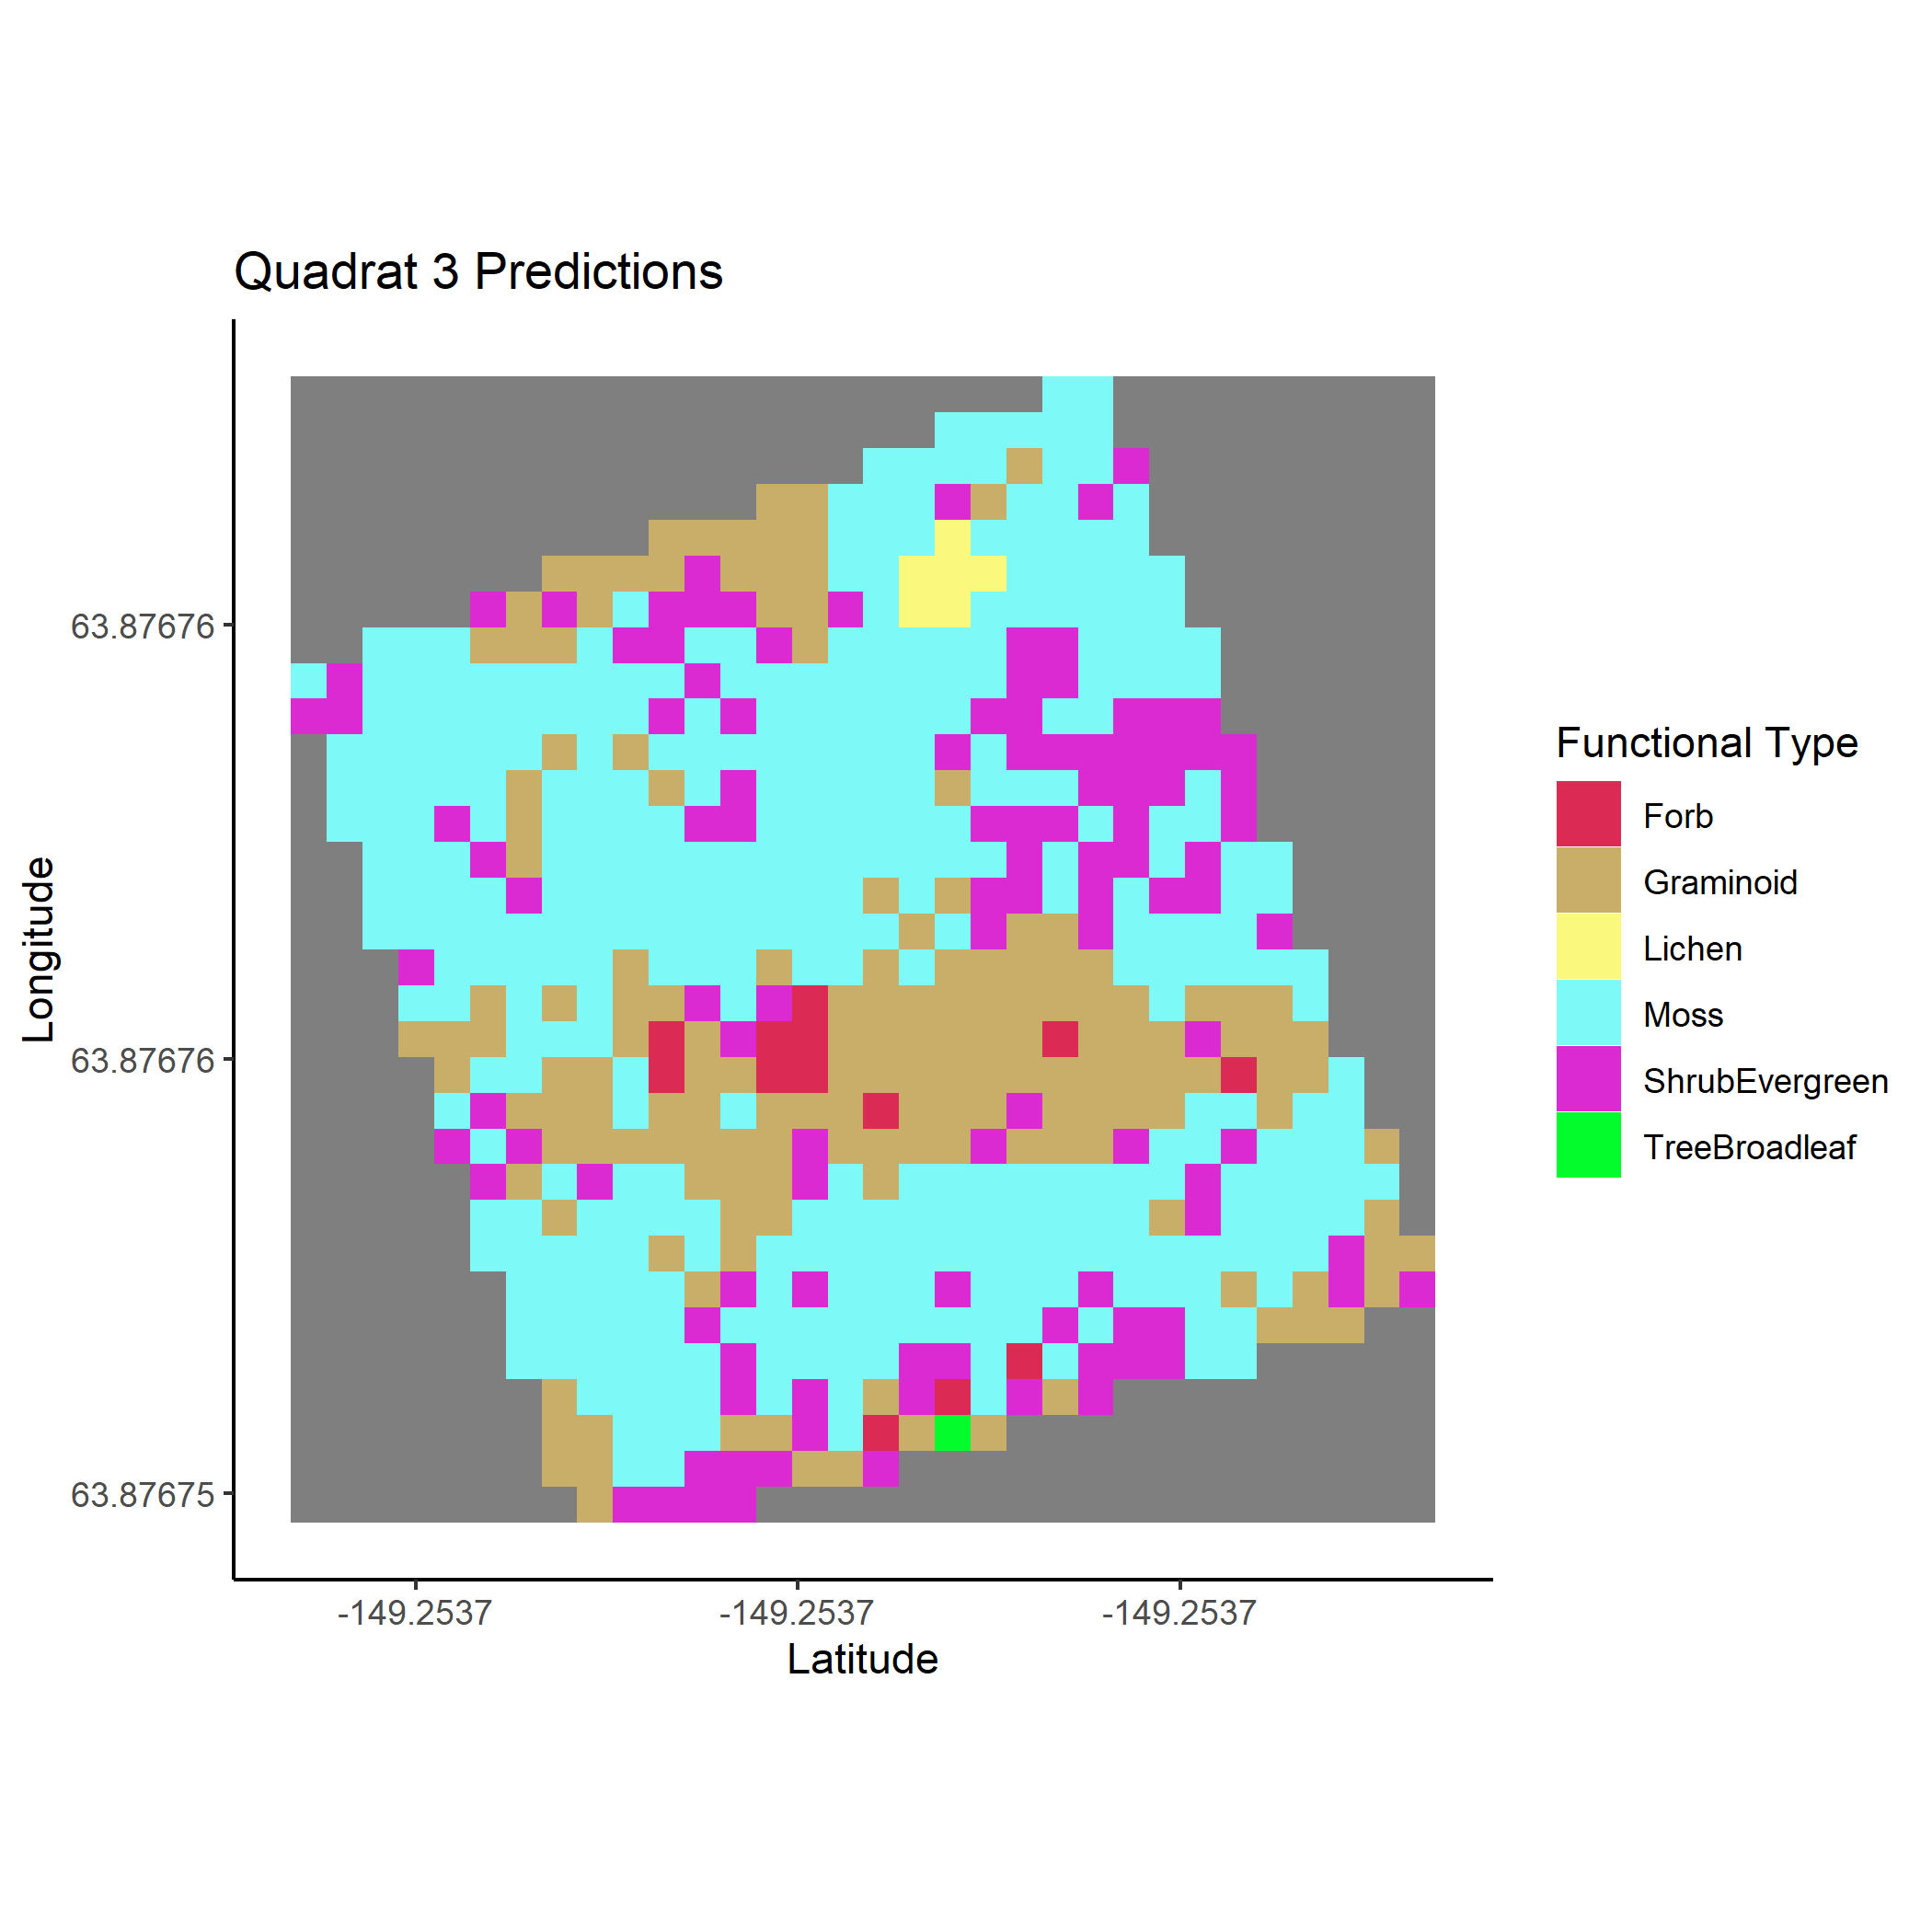 Quadrat 3 Predictions
Longitude
63.87676
63.87676
63.87675
-149.2537 -149.2537 -149.2537
Latitude
Functional Type
Forb
Graminoid
Lichen
Moss
ShrubEvergreen
TreeBroadleaf